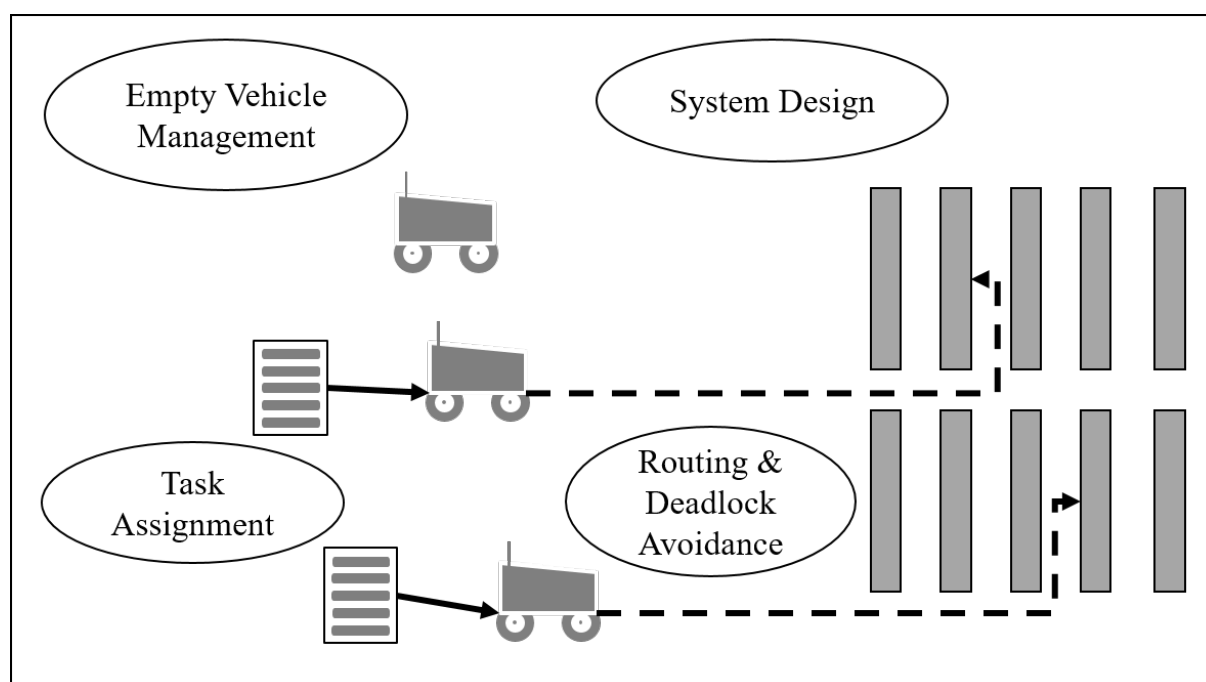 Empty Vehicle
Management
System Design
Task
Assignment
Routing &
Deadlock
Avoidance